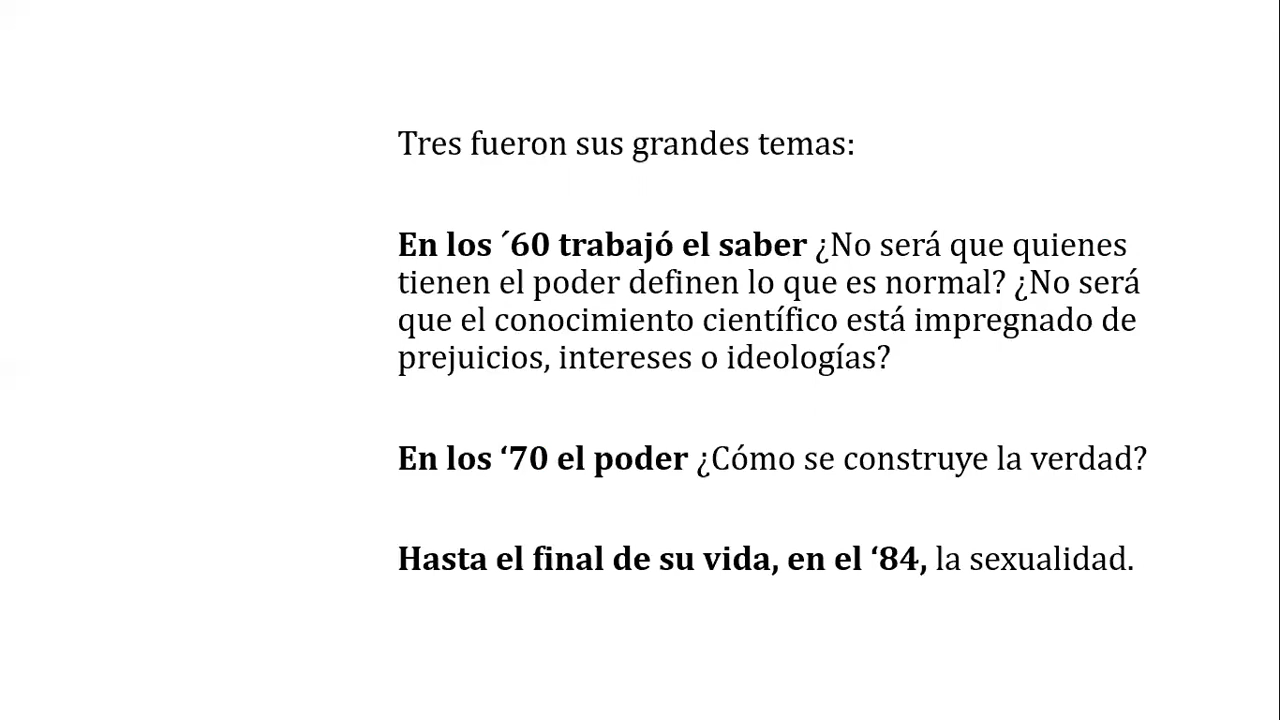 Tres fueron sus grandes temas:
En los ´60 trabajó el saber ¿No será que quienes
tienen el poder definen lo que es normal? ¿No será
que el conocimiento científico está impregnado de
prejuicios, intereses o ideologías?
En los ‘70 el poder ¿Cómo se construye la verdad?
Hasta el final de su vida, en el ‘84, la sexualidad.